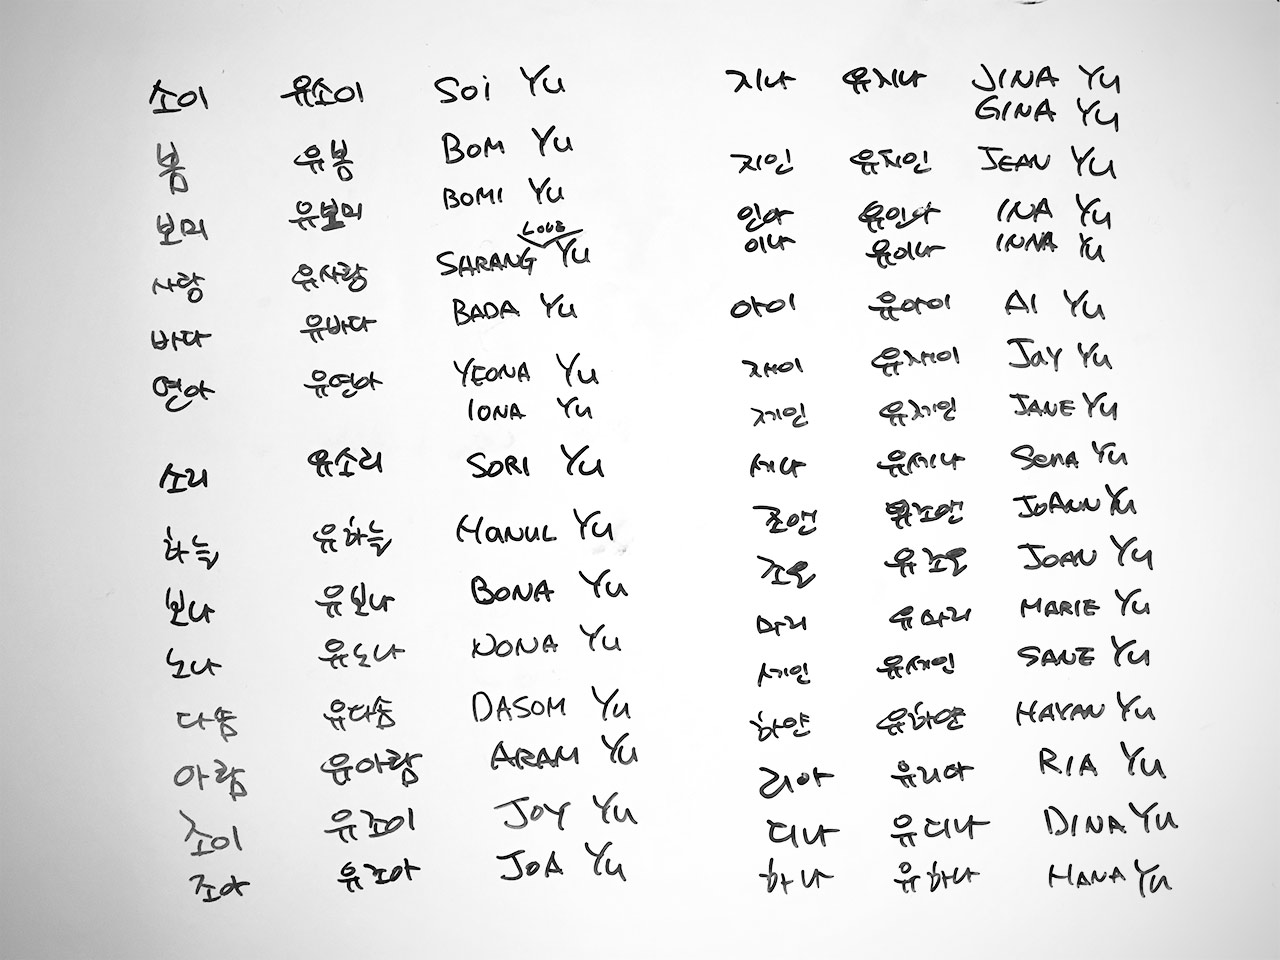 소이 유소이 Soi Yu
봄 유봄 BOM Yu
보미 유보미 BOMI Yu
LOVE
사랑 유사랑 SARANG Yu
바다 유바다 BADA Yu
연아 유연아 YEONA Yu
IONA Yu
소리 유소리 SORI Yu
하늘 유하늘 HANUL Yu
보나 유보나 BONA Yu
노나 유노나 NONA Yu
다솜 유다솜 DASOM Yu
아람 유아람 ARAM Yu
조이 유조이 JOY Yu
조아 유조아 JOA Yu
지나 유지나 JINA Yu
GINA Yu
지인 유지인 JEAN Yu
인아 유인아 INA Yu
이나 유이나 INNA Yu
아이 유아이 AI Yu
재이 유재이 JAY Yu
제인 유제인 JANE Yu
세나 유세나 SENA Yu
조앤 유조앤 JOANN Yu
조은 유조은 JOAN Yu
마리 유마리 MARIE Yu
세인 유세인 SANE Yu
하얀 유하얀 HAYAN Yu
리아 유리아 RIA Yu
디나 유디나 DINA Yu
하나 유하나 HANA Yu